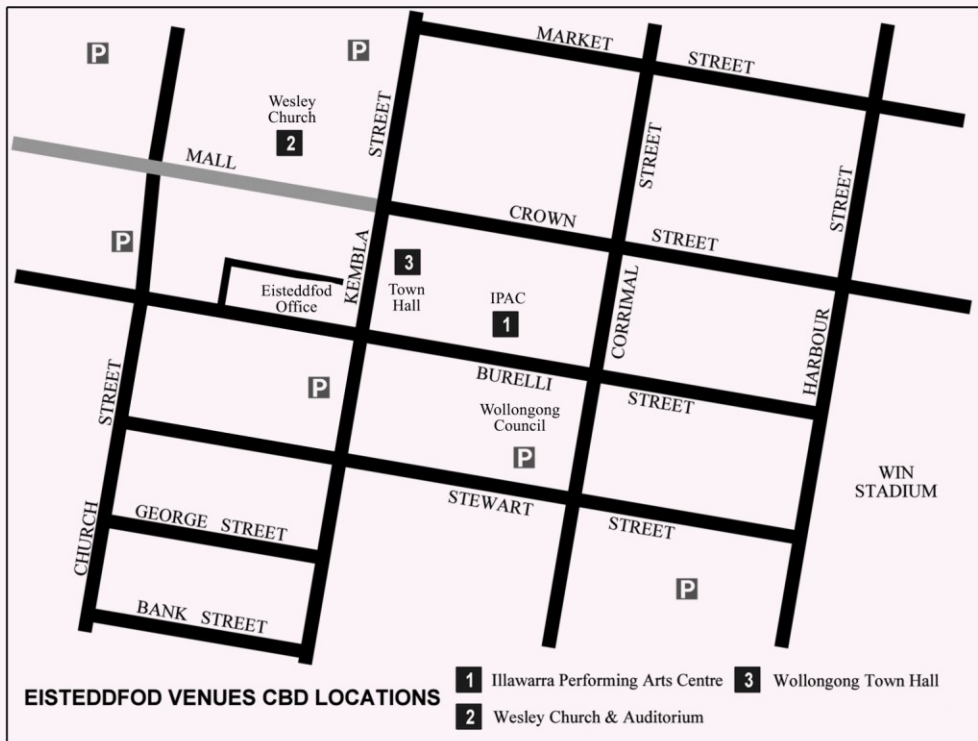 MARKET STREET
P
P
Wesley
Church
2
STREET
MALL
STREET
STREET
CROWN STREET
P
3
Town
Hall
KEMBLA
Eisteddfod
Office
IPAC
1
CORRIMAL
HARBOUR
BURELLI STREET
STREET
P
Wollongong
Council
P
WIN
STADIUM
STEWART STREET
CHURCH
GEORGE STREET
P
BANK STREET
EISTEDDFOD VENUES CBD LOCATIONS
1 Illawarra Performing Arts Centre
3 Wollongong Town Hall
2 Wesley Church & Auditorium